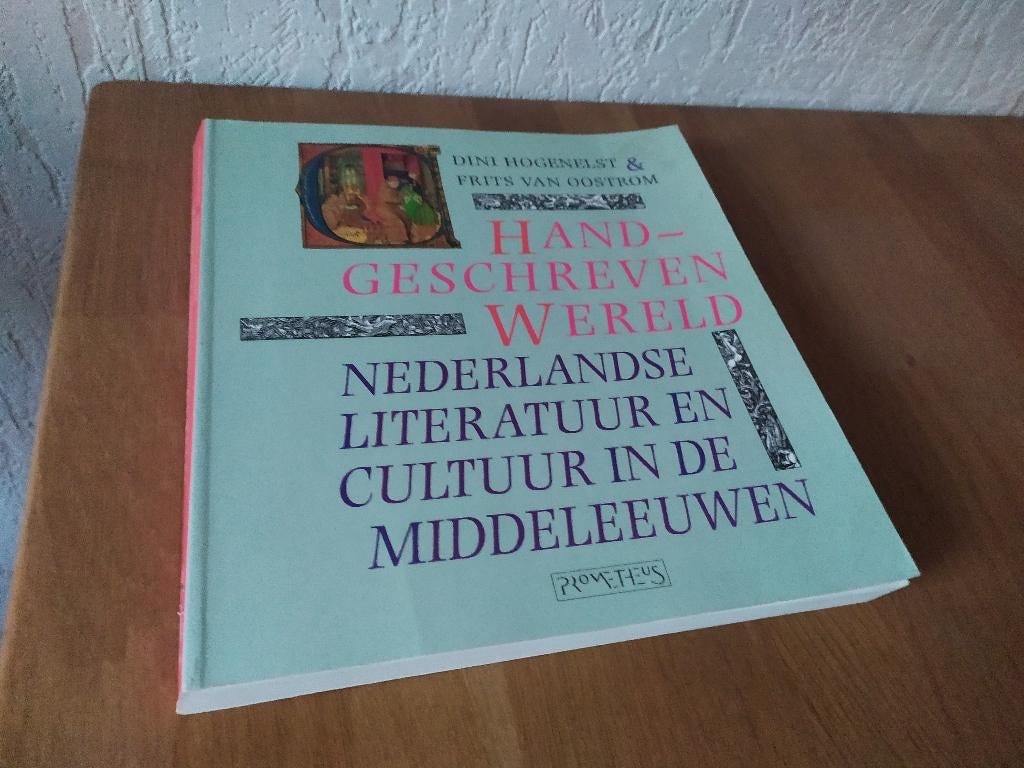 DINI HOGENELST &
FRITS VAN OOSTROM
HAND-
GESCHREVEN
WERELD
NEDERLANDSE
LITERATUUR EN
CULTUUR IN DE
MIDDELEEUWEN
PROMETHEUS